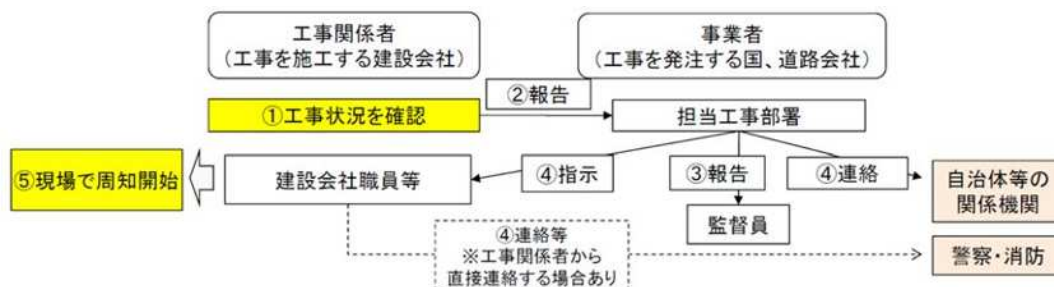 工事関係者
（工事を施工する建設会社）
事業者
（工事を発注する国、道路会社）
②報告
①工事状況を確認
担当工事部署
⑤現場で周知開始
建設会社職員等
④指示
③報告
④連絡
自治体等の
関係機関
監督員
④連絡等
※工事関係者から
直接連絡する場合あり
警察・消防